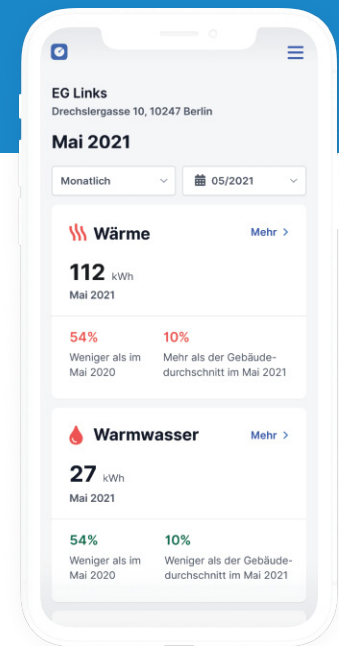 EG Links
Drechslergasse 10, 10247 Berlin
Mai 2021
Monatlich 05/2021
Wärme Mehr >
112 kWh
Mai 2021
54% 10%
Weniger als im Mehr als der Gebäude-
Mai 2020 durchschnitt im Mai 2021
Warmwasser Mehr >
27 kWh
Mai 2021
54% 10%
Weniger als im Weniger als der Gebäude-
Mai 2020 durchschnitt im Mai 2021